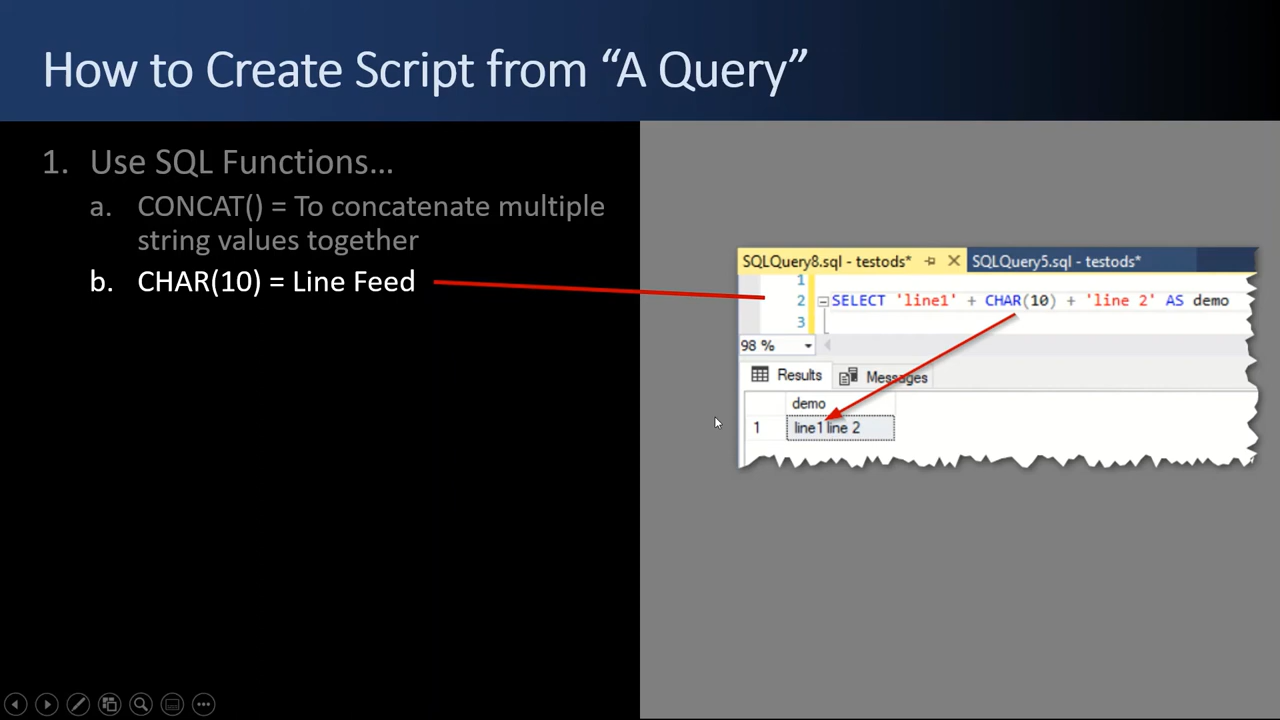 How to Create Script from “A Query”
1. Use SQL Functions…
a. CONCAT() = To concatenate multiple
string values together
b. CHAR(10) = Line Feed
SQLQuery8.sql - testods*
SQLQuery5.sql - testods*
1
2 SELECT 'line1' + CHAR(10) + 'line 2' AS demo
3
98 %
Results Messages
demo
1 line1 line 2